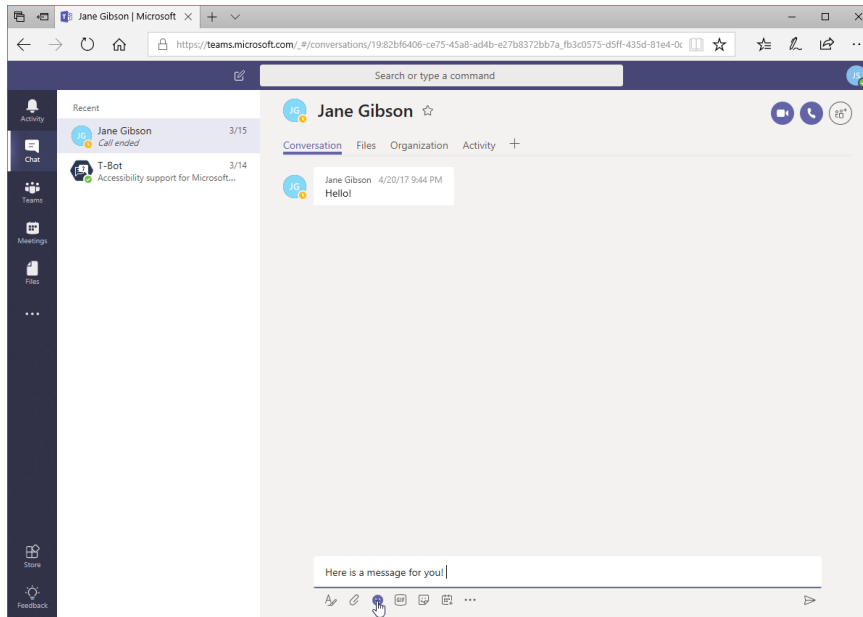 Jane Gibson | Microsoft
https://teams.microsoft.com/_#/conversations/19:82bf6406-ce75-45a8-ad4b-e27b8372bb7a_fb3c0575-d5ff-435d-81e4-0c
Search or type a command
JS
Activity
Chat
Teams
Meetings
Files
Store
Feedback
Recent
JG
Jane Gibson 3/15
Call ended
T-Bot 3/14
Accessibility support for Microsoft...
JG
Jane Gibson
Conversation Files Organization Activity
JG
Jane Gibson 4/20/17 9:44 PM
Hello!
Here is a message for you!
GIF